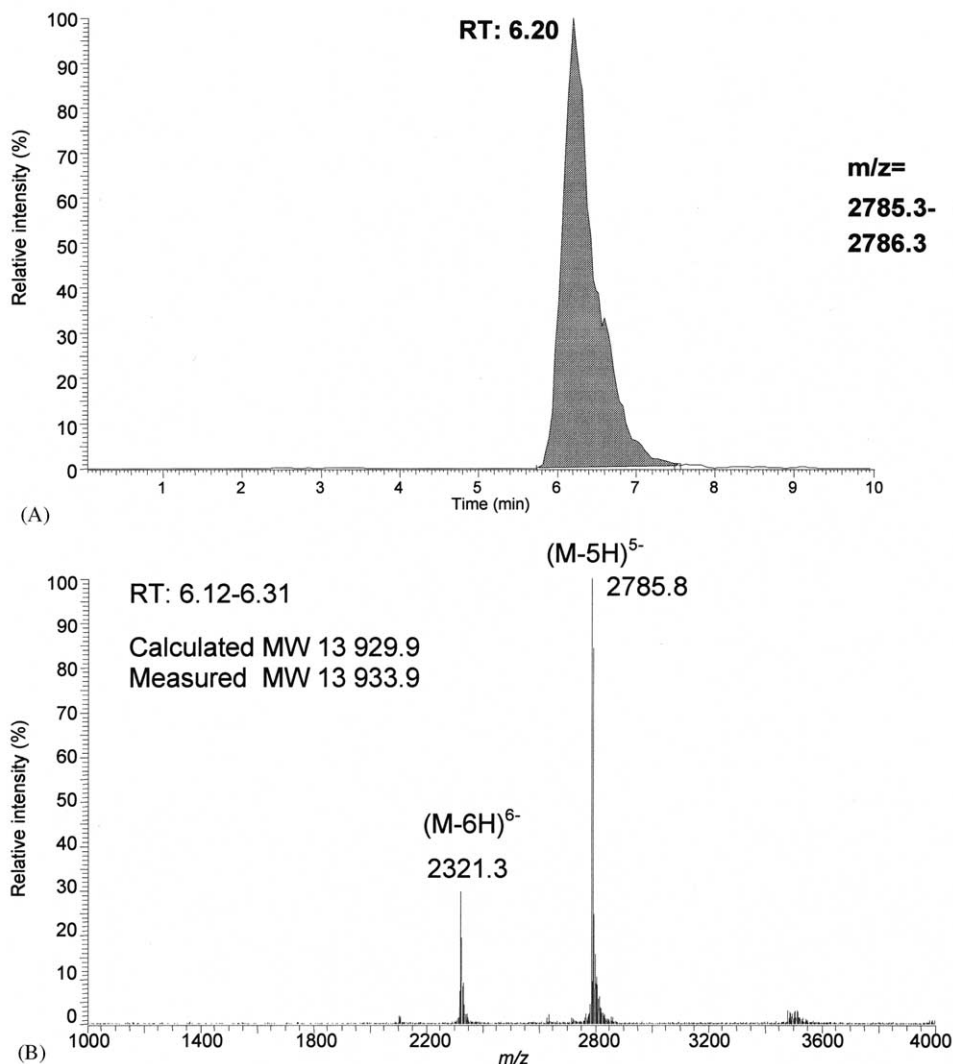 RT: 6.20
m/z=
2785.3-
2786.3
Relative intensity (%)
100
90
80
70
60
50
40
30
20
10
0
1 2 3 4 5 6 7 8 9 10
Time (min)
(A)
(M-5H)5-
2785.8
RT: 6.12-6.31
Calculated MW 13 929.9
Measured MW 13 933.9
(M-6H)6-
2321.3
Relative intensity (%)
100
90
80
70
60
50
40
30
20
10
0
1000 1400 1800 2200 2800 3200 3600 4000
m/z
(B)